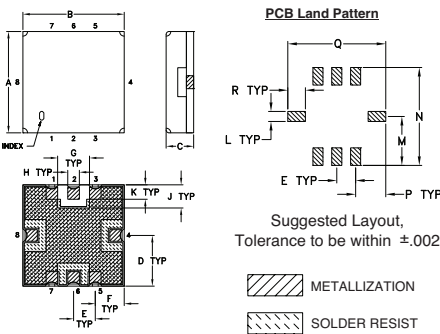 PCB Land Pattern
B
7 6 5
A
8
4
INDEX
1 2 3
C
Q
R TYP
L TYP
N
M
E TYP
P TYP
G
TYP
H TYP
1 2 3
K TYP
J TYP
8
4
D
7 6 5
F
E
TYP
Suggested Layout,
Tolerance to be within ±.002
METALLIZATION
SOLDER RESIST